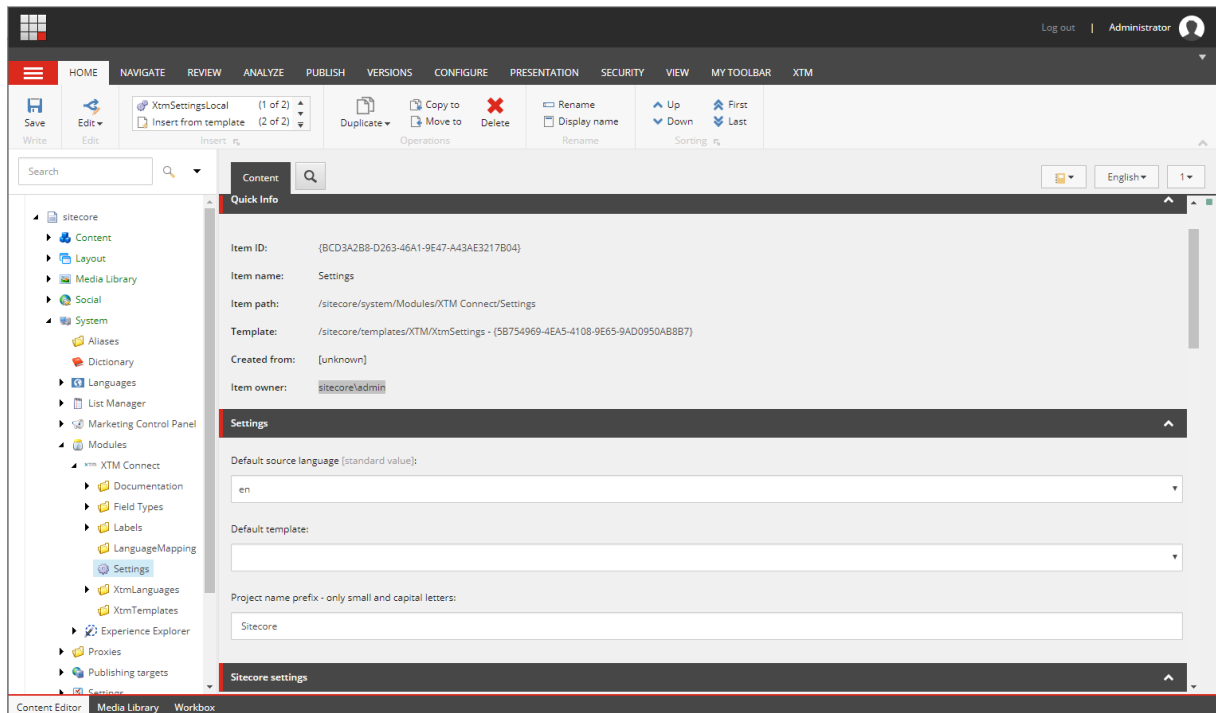 Log out | Administrator
HOME NAVIGATE REVIEW ANALYZE PUBLISH VERSIONS CONFIGURE PRESENTATION SECURITY VIEW MY TOOLBAR XTM
XtmSettingsLocal (1 of 2) Copy to Rename Up First
Save Edit Insert from template (2 of 2) Duplicate Move to Delete Display name Down Last
Write Edit Insert Operations Rename Sorting
Search
Content
English 1
Quick Info
sitecore
Content
Layout
Media Library
Social
System
Aliases
Dictionary
Languages
List Manager
Marketing Control Panel
Modules
xtm XTM Connect
Documentation
Field Types
Labels
LanguageMapping
Settings
XtmLanguages
XtmTemplates
Experience Explorer
Proxies
Publishing targets
Settings
Item ID: {BCD3A2B8-D263-46A1-9E47-A43AE3217B04}
Item name: Settings
Item path: /sitecore/system/Modules/XTM Connect/Settings
Template: /sitecore/templates/XTM/XtmSettings - {5B754969-4EA5-4108-9E65-9AD0950AB8B7}
Created from: [unknown]
Item owner: sitecore\admin
Settings
Default source language [standard value]:
en
Default template:
Project name prefix - only small and capital letters:
Sitecore
Sitecore settings
Content Editor Media Library Workbox